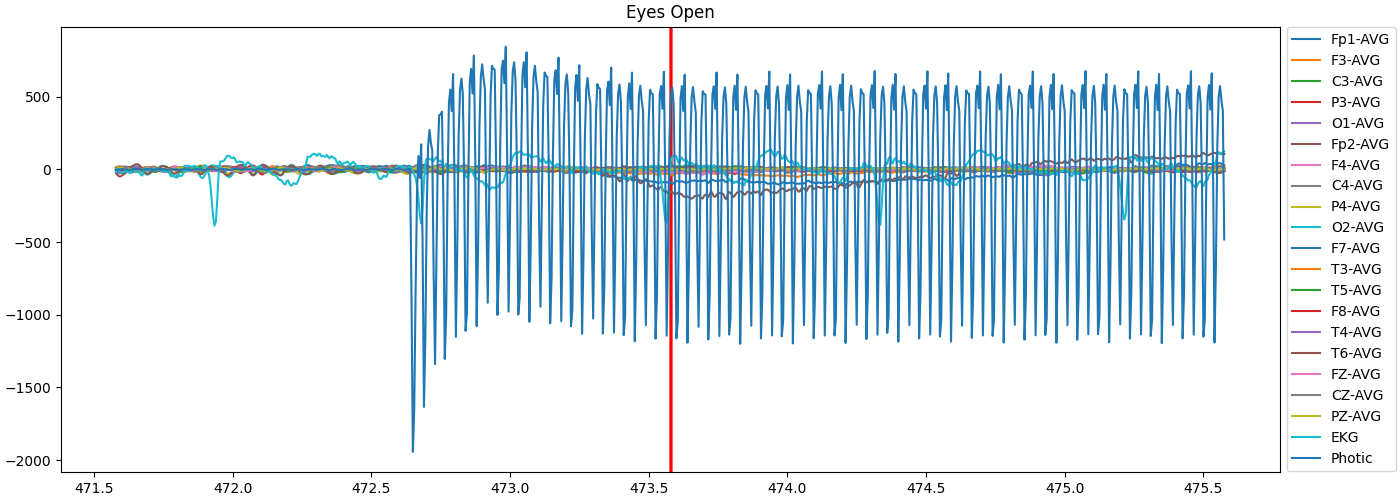 Eyes Open
500
0
−500
−1000
−1500
−2000
471.5 472.0 472.5 473.0 473.5 474.0 474.5 475.0 475.5
Fp1-AVG
F3-AVG
C3-AVG
P3-AVG
O1-AVG
Fp2-AVG
F4-AVG
C4-AVG
P4-AVG
O2-AVG
F7-AVG
T3-AVG
T5-AVG
F8-AVG
T4-AVG
T6-AVG
FZ-AVG
CZ-AVG
PZ-AVG
EKG
Photic